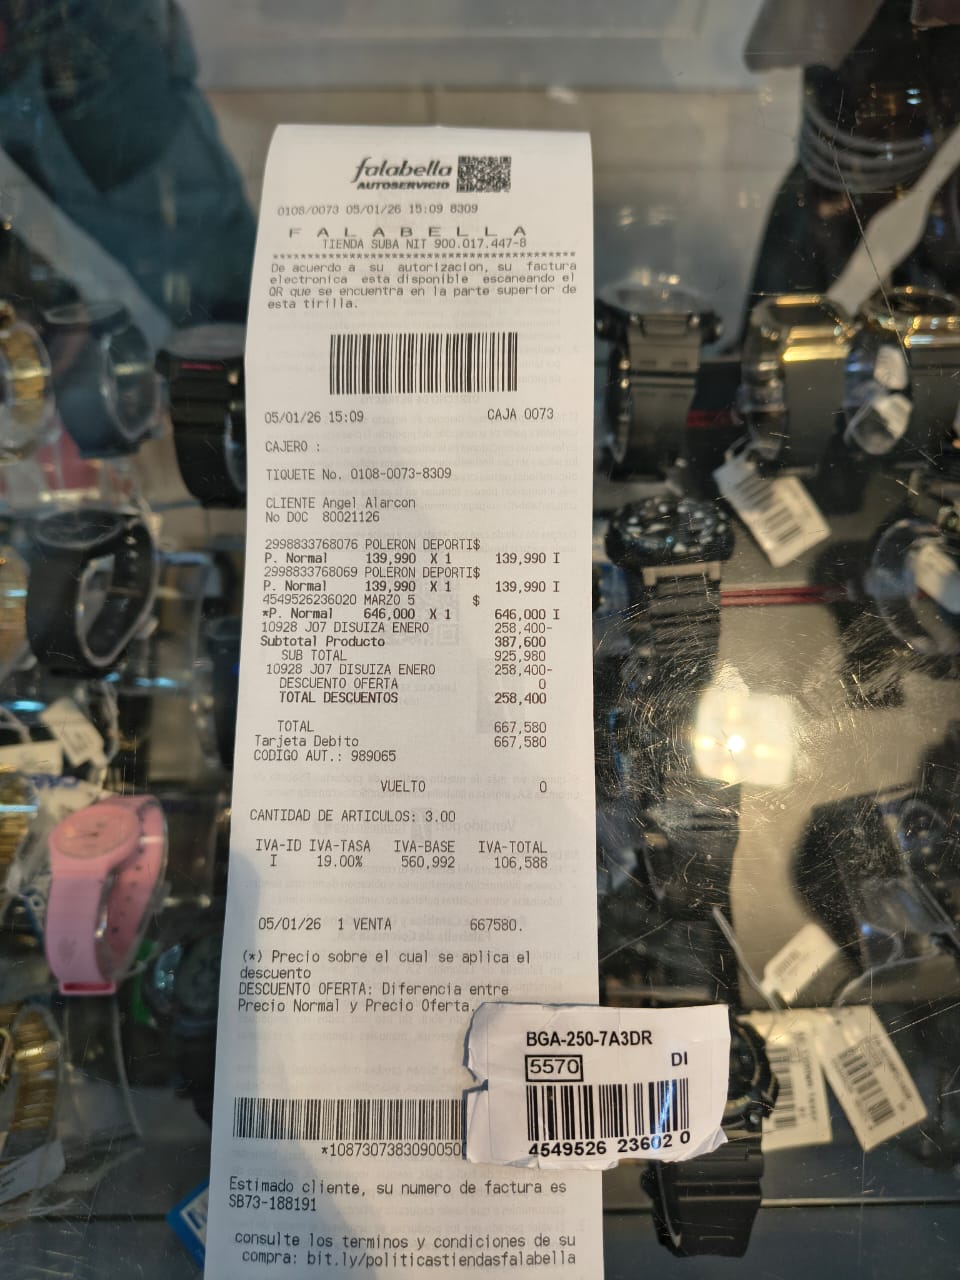 falabella
AUTOSERVICIO
0108/0073 05/01/26 15:09 8309
F A L A B E L L A
TIENDA SUBA NIT 900.017.447-8
****************************************
De acuerdo a su autorizacion, su factura
electronica esta disponible escaneando el
QR que se encuentra en la parte superior de
esta tirilla.
05/01/26 15:09 CAJA 0073
CAJERO :
TIQUETE No. 0108-0073-8309
CLIENTE Angel Alarcon
No DOC 80021126
2998833768076 POLERON DEPORTI$
P. Normal 139,990 X 1 139,990 I
2998833768069 POLERON DEPORTI$
P. Normal 139,990 X 1 139,990 I
4549526236020 MARZO 5 $
*P. Normal 646,000 X 1 646,000 I
10928 J07 DISUIZA ENERO 258,400-
Subtotal Producto 387,600
SUB TOTAL 925,980
10928 J07 DISUIZA ENERO 258,400-
DESCUENTO OFERTA 0
TOTAL DESCUENTOS 258,400
TOTAL 667,580
Tarjeta Debito 667,580
CODIGO AUT.: 989065
VUELTO 0
CANTIDAD DE ARTICULOS: 3.00
IVA-ID IVA-TASA IVA-BASE IVA-TOTAL
I 19.00% 560,992 106,588
05/01/26 1 VENTA 667580.
(*) Precio sobre el cual se aplica el
descuento
DESCUENTO OFERTA: Diferencia entre
Precio Normal y Precio Oferta.
*1087307383090050
Estimado cliente, su numero de factura es
SB73-188191
consulte los terminos y condiciones de su
compra: bit.ly/politicastiendasfalabella
BGA-250-7A3DR
5570 DI
4549526 23602 0